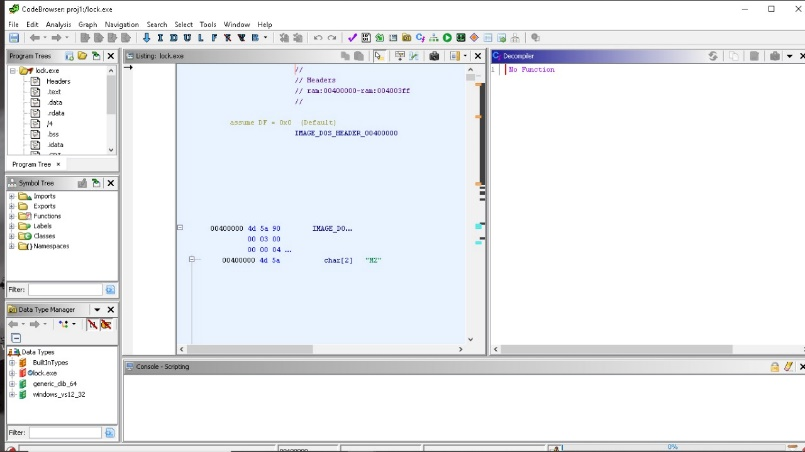 CodeBrowser: proj1:/lock.exe
File Edit Analysis Graph Navigation Search Select Tools Window Help
I D U L F B
Program Trees
lock.exe
Headers
.text
.data
.rdata
/4
.bss
.idata
Program Tree ×
Symbol Tree
Imports
Exports
Functions
Labels
Classes
Namespaces
Filter:
Data Type Manager
Data Types
BuiltInTypes
lock.exe
generic_clib_64
windows_vs12_32
Filter:
Listing: lock.exe
//
// Headers
// ram:00400000-ram:004003ff
//
assume DF = 0x0 (Default)
IMAGE_DOS_HEADER_00400000
00400000 4d 5a 90 IMAGE_DO...
00 03 00
00 00 04 ...
00400000 4d 5a char[2] "MZ"
Decompiler
1 No Function
Console - Scripting
00400000
0%